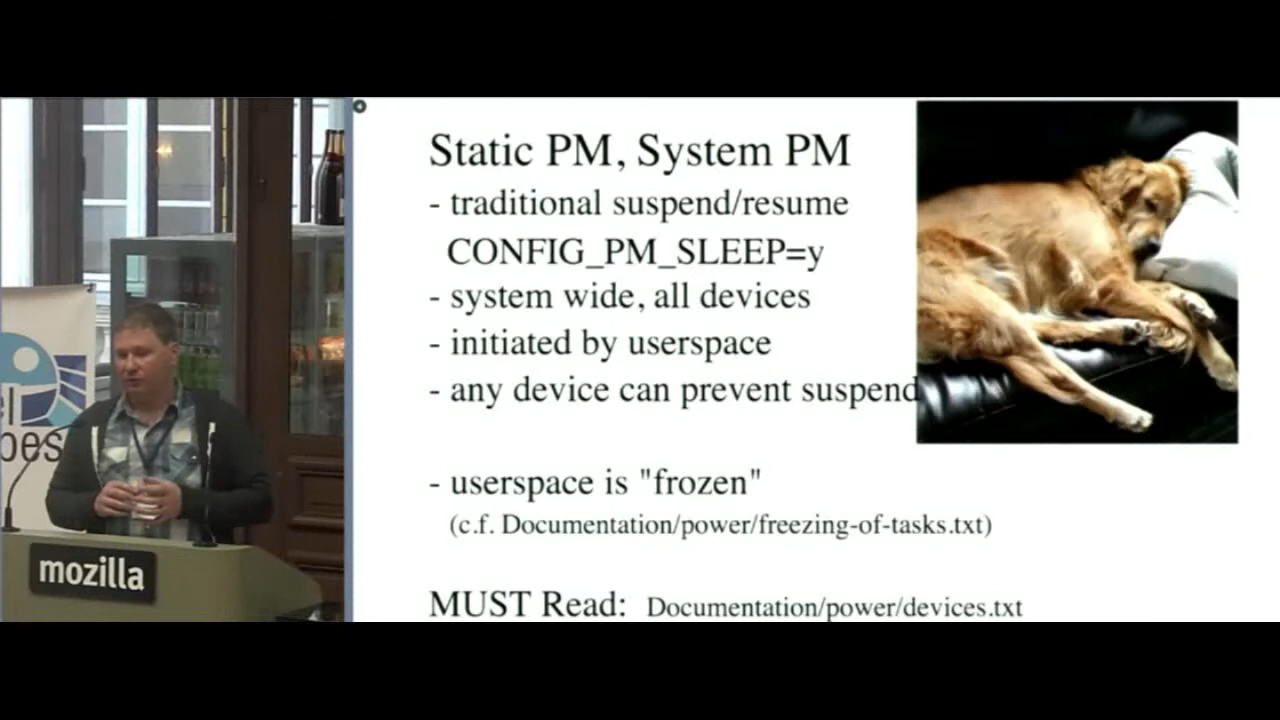 Static PM, System PM
- traditional suspend/resume
CONFIG_PM_SLEEP=y
- system wide, all devices
- initiated by userspace
- any device can prevent suspend
- userspace is "frozen"
(c.f. Documentation/power/freezing-of-tasks.txt)
MUST Read: Documentation/power/devices.txt
mozilla